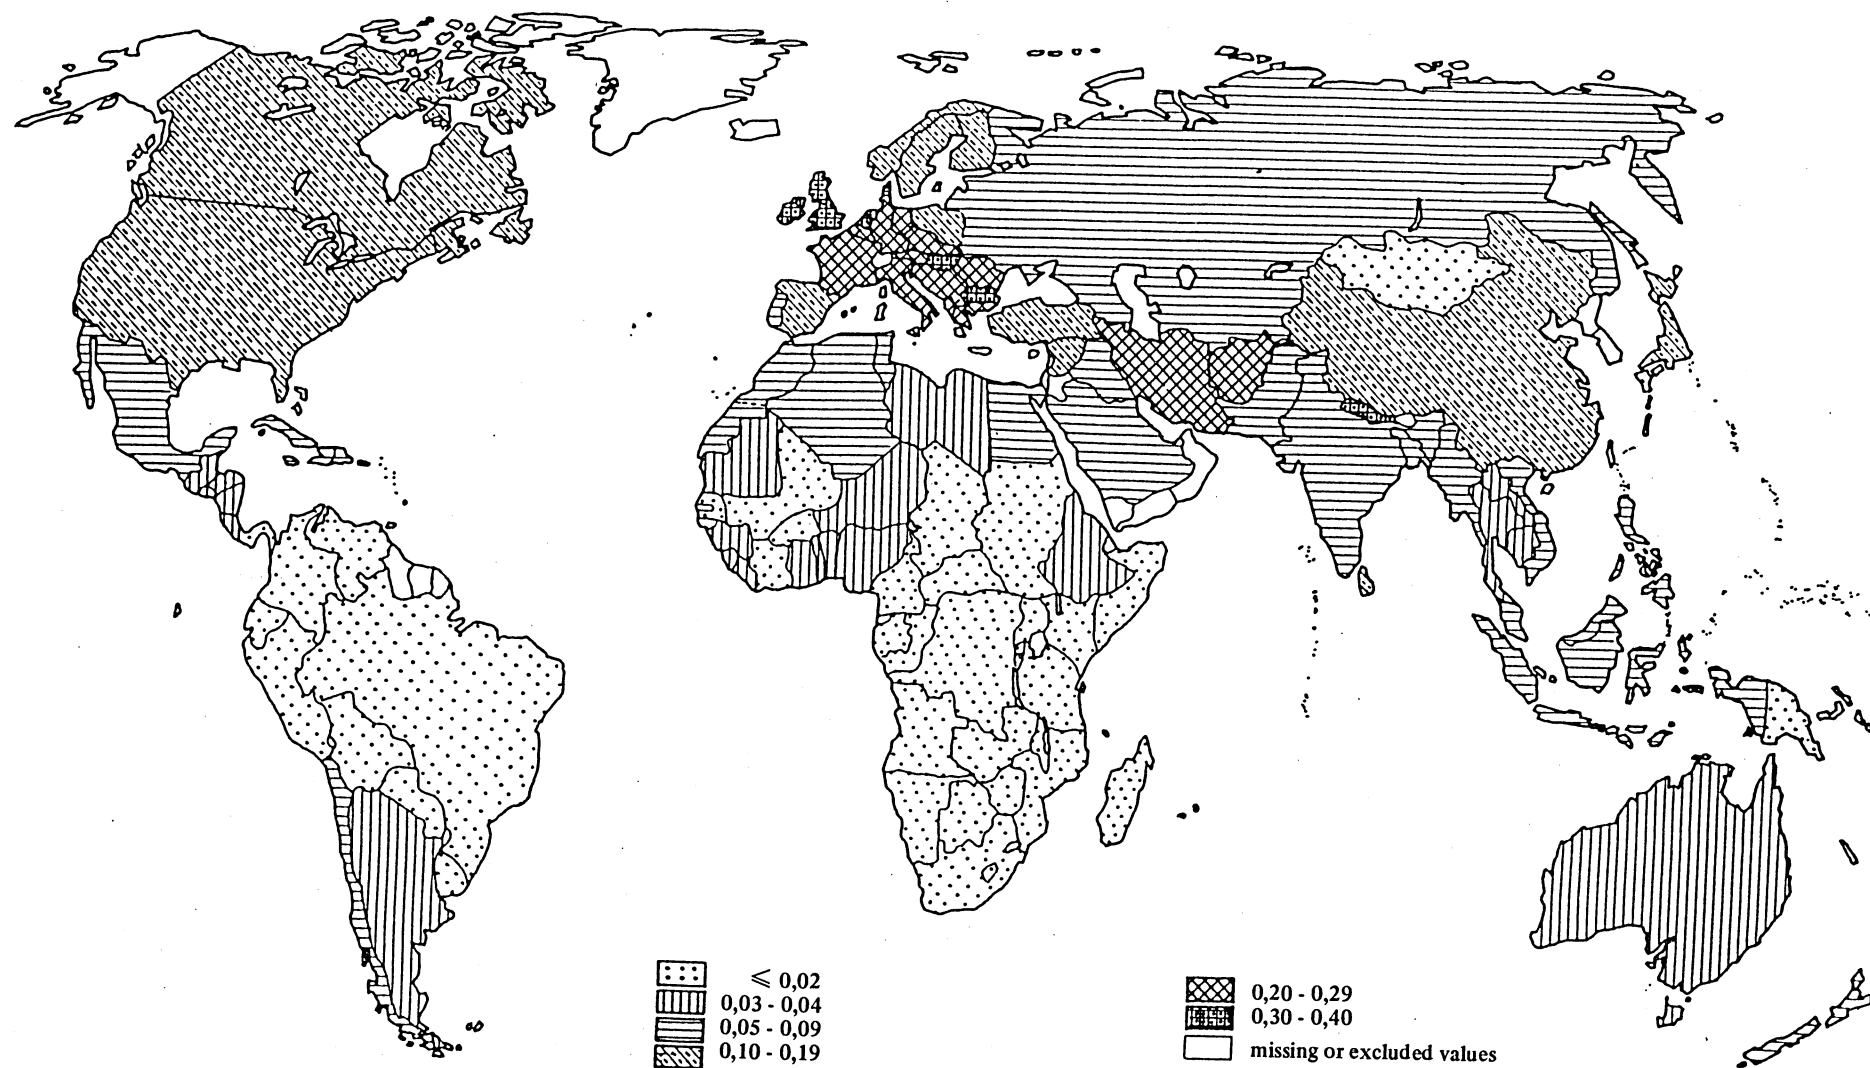 ⩽ 0,02
0,03 - 0,04
0,05 - 0,09
0,10 - 0,19
0,20 - 0,29
0,30 - 0,40
missing or excluded values